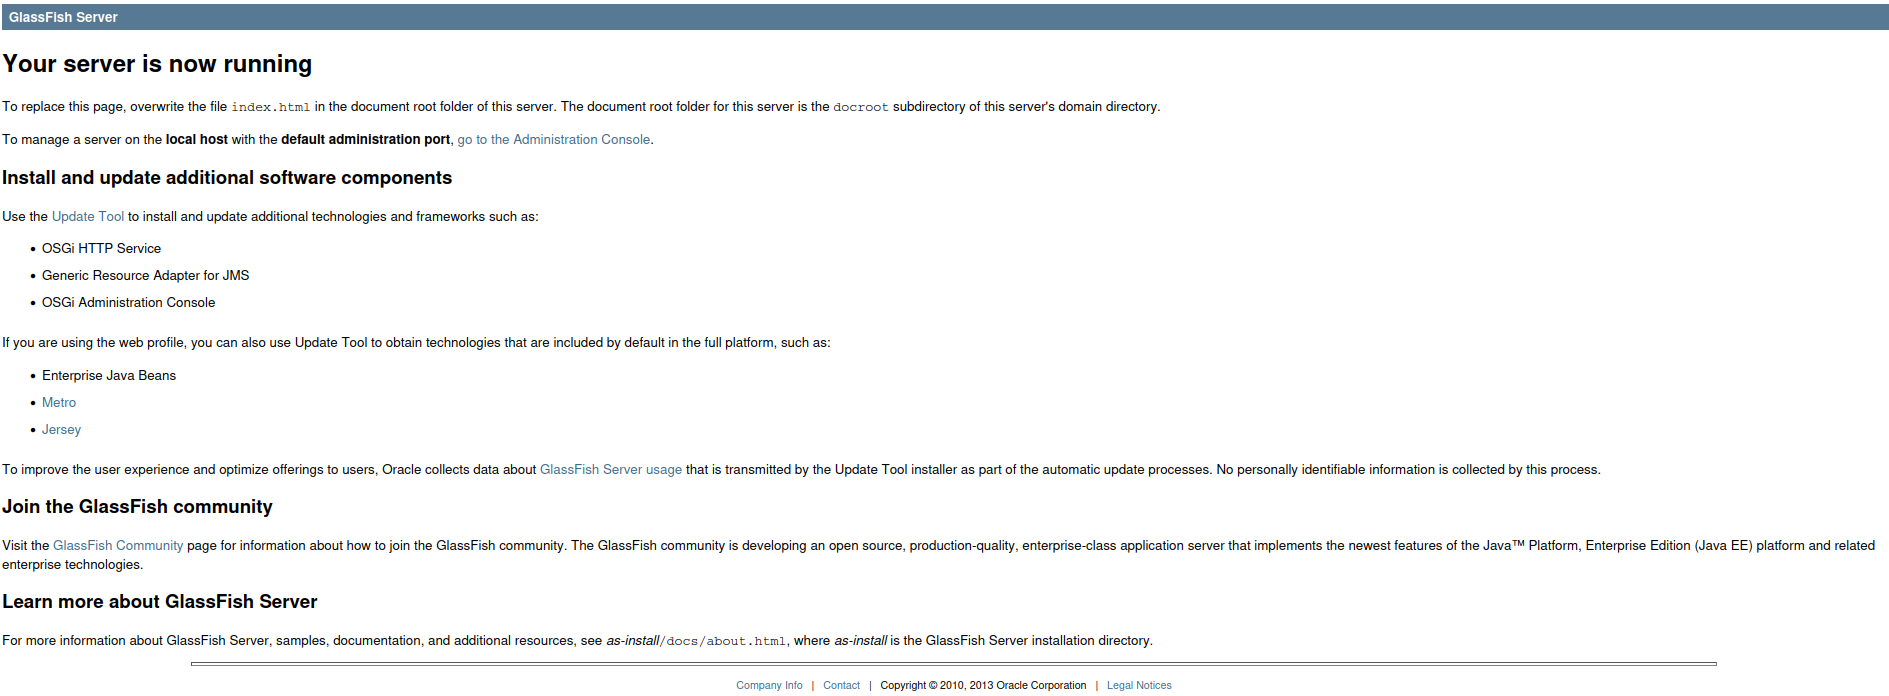 GlassFish Server
Your server is now running
To replace this page, overwrite the file index.html in the document root folder of this server. The document root folder for this server is the docroot subdirectory of this server's domain directory.
To manage a server on the local host with the default administration port, go to the Administration Console.
Install and update additional software components
Use the Update Tool to install and update additional technologies and frameworks such as:
• OSGi HTTP Service
• Generic Resource Adapter for JMS
• OSGi Administration Console
If you are using the web profile, you can also use Update Tool to obtain technologies that are included by default in the full platform, such as:
• Enterprise Java Beans
• Metro
• Jersey
To improve the user experience and optimize offerings to users, Oracle collects data about GlassFish Server usage that is transmitted by the Update Tool installer as part of the automatic update processes. No personally identifiable information is collected by this process.
Join the GlassFish community
Visit the GlassFish Community page for information about how to join the GlassFish community. The GlassFish community is developing an open source, production-quality, enterprise-class application server that implements the newest features of the Java™ Platform, Enterprise Edition (Java EE) platform and related
enterprise technologies.
Learn more about GlassFish Server
For more information about GlassFish Server, samples, documentation, and additional resources, see as-install/docs/about.html, where as-install is the GlassFish Server installation directory.
Company Info | Contact | Copyright © 2010, 2013 Oracle Corporation | Legal Notices